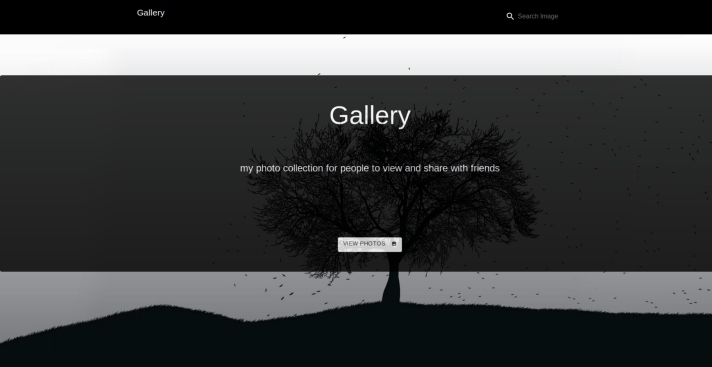 Gallery
Search Image
Gallery
my photo collection for people to view and share with friends
VIEW PHOTOS